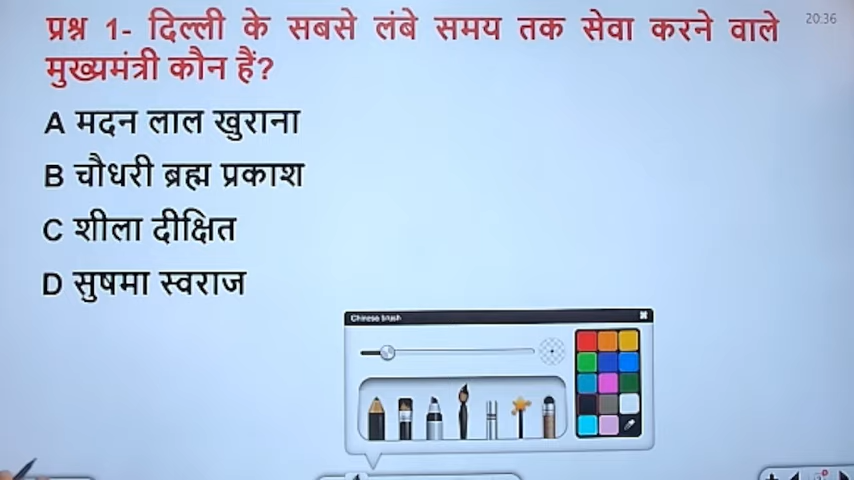 प्रश्न 1- दिल्ली के सबसे लंबे समय तक सेवा करने वाले
मुख्यमंत्री कौन हैं?
A मदन लाल खुराना
B चौधरी ब्रह्म प्रकाश
C शीला दीक्षित
D सुषमा स्वराज
20:36
Chinese brush